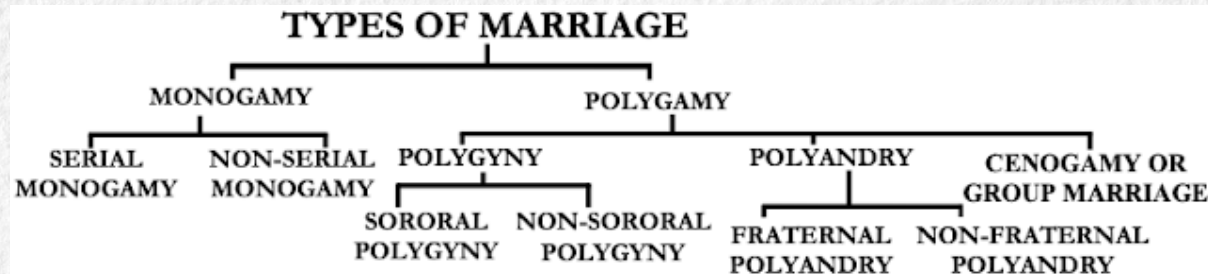 TYPES OF MARRIAGE
MONOGAMY
POLYGAMY
SERIAL
MONOGAMY
NON-SERIAL
MONOGAMY
POLYGYNY
POLYANDRY
CENOGAMY OR
GROUP MARRIAGE
SORORAL
POLYGYNY
NON-SORORAL
POLYGYNY
FRATERNAL
POLYANDRY
NON-FRATERNAL
POLYANDRY